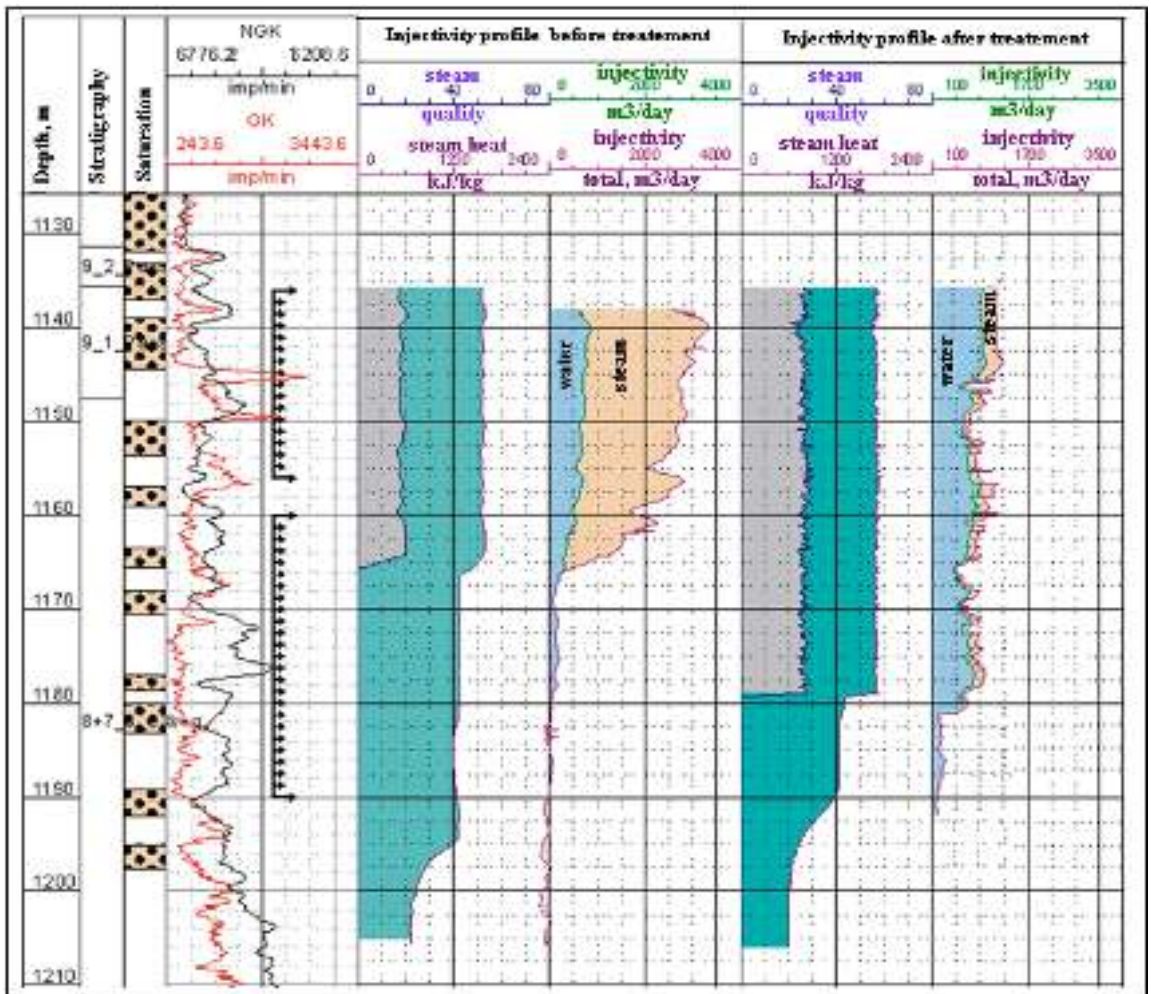 NGK
Injectivity profile before treatement
Injectivity profile after treatement
imp/min
GK
243.6 3443.6
imp/min
Depth, m
Stratigraphy
Saturation
steam
0 40 80
quality
steam heat
0 1200 2400
kJ/kg
injectivity
0 2000 4000
m3/day
injectivity
0 2000 4000
total, m3/day
steam
0 40 80
quality
steam heat
0 1200 2400
kJ/kg
injectivity
100 1700 3500
m3/day
injectivity
100 1700 3500
total, m3/day
1130
9_2
1140
9_1
1150
1160
1170
1180
8+7
1190
1200
1210
water
steam
water
steam